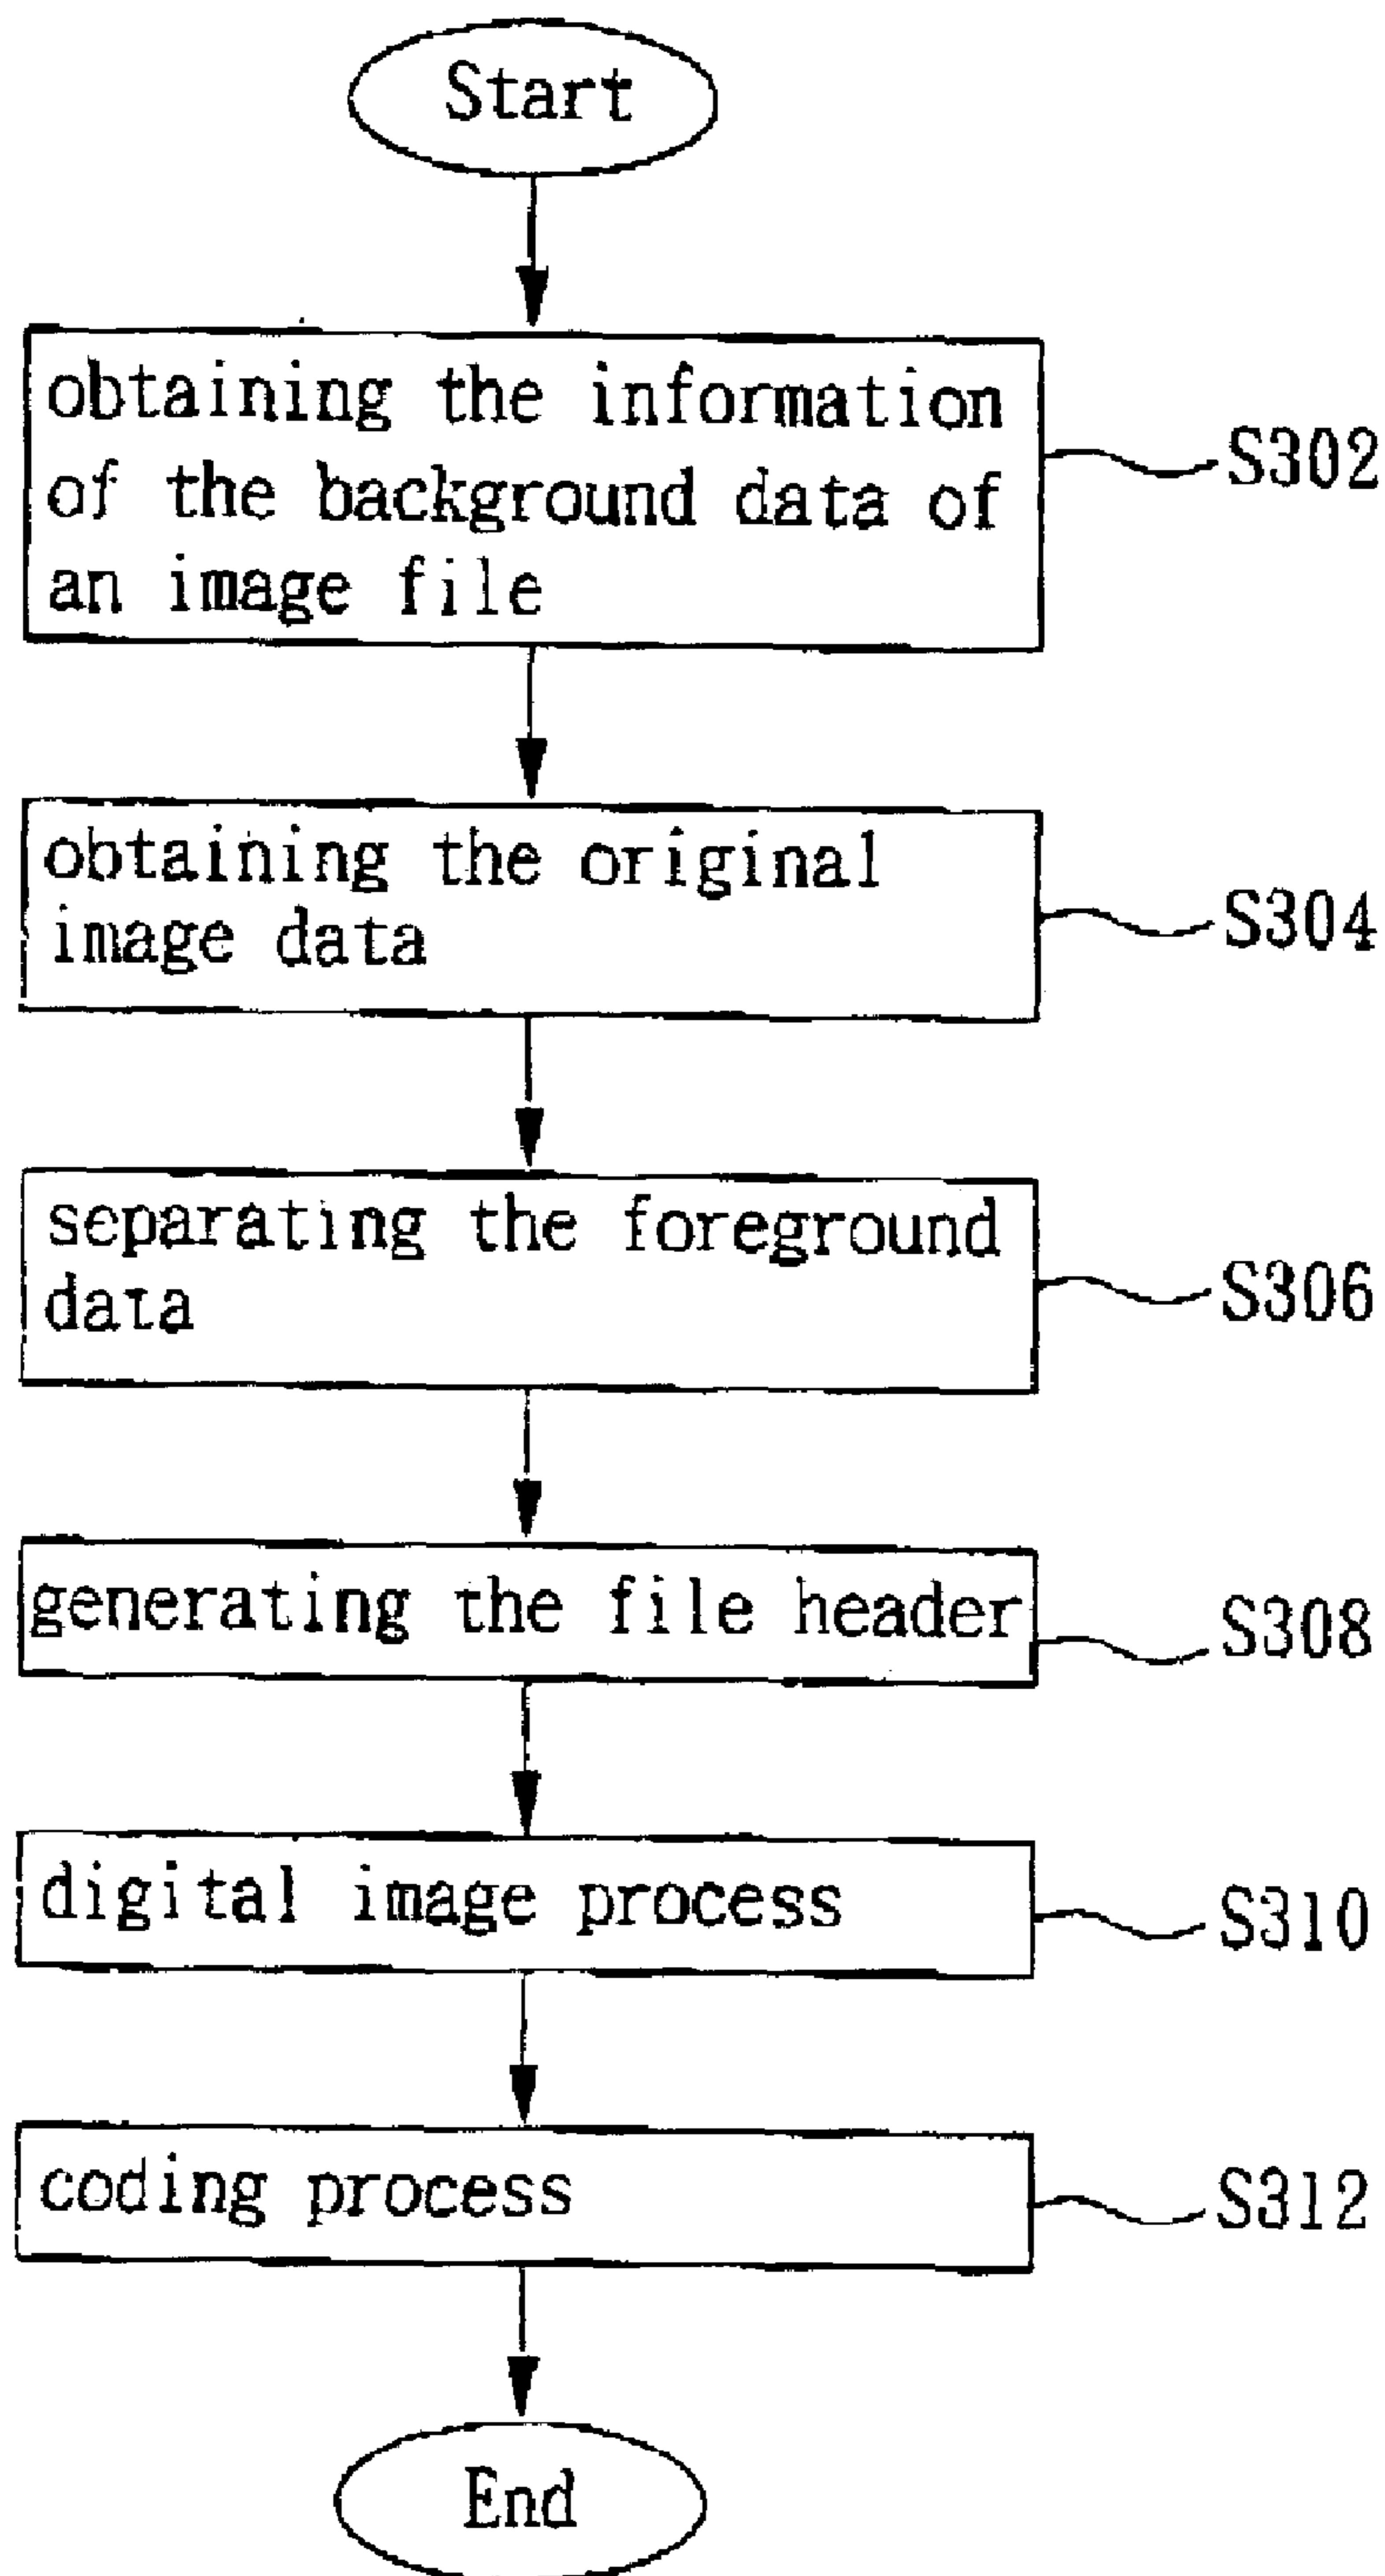 Start
obtaining the information
of the background data of
an image file
S302
obtaining the original
image data
S304
separating the foreground
data
S306
generating the file header
S308
digital image process
S310
coding process
S312
End